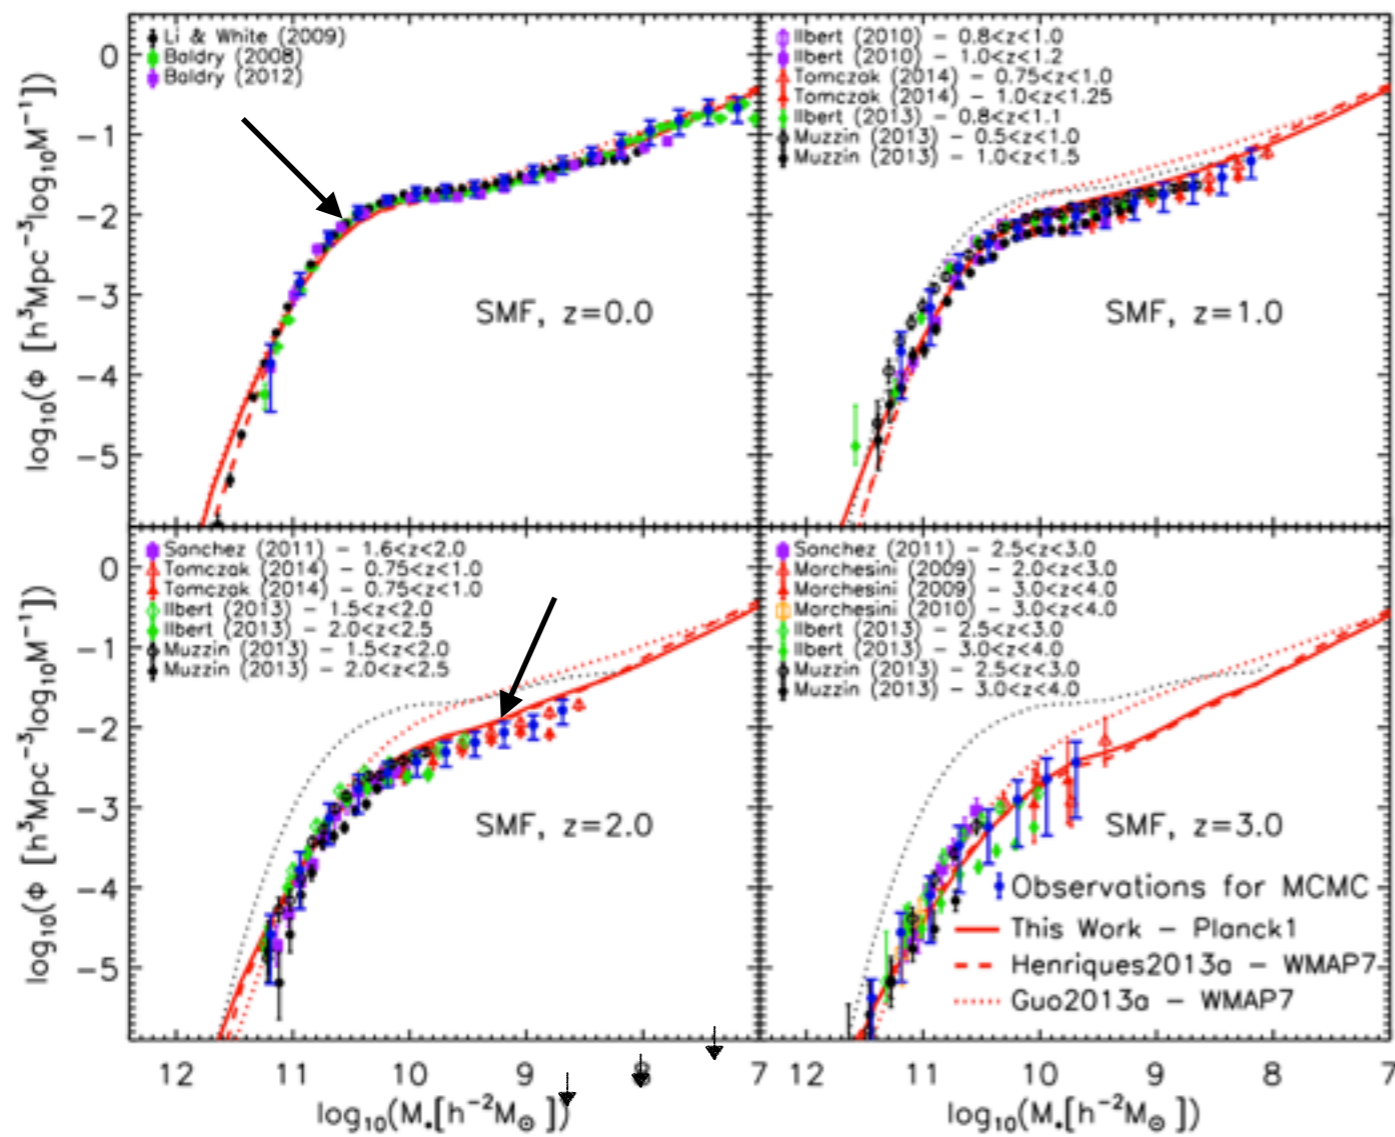 Li & White (2009)
Baldry (2008)
Baldry (2012)
0
−1
−2
−3
−4
−5
log₁₀(Φ [h³Mpc⁻³log₁₀M⁻¹])
SMF, z=0.0
Ilbert (2010) − 0.8<z<1.0
Ilbert (2010) − 1.0<z<1.2
Tomczak (2014) − 0.75<z<1.0
Tomczak (2014) − 1.0<z<1.25
Ilbert (2013) − 0.8<z<1.1
Muzzin (2013) − 0.5<z<1.0
Muzzin (2013) − 1.0<z<1.5
SMF, z=1.0
Sanchez (2011) − 1.6<z<2.0
Tomczak (2014) − 0.75<z<1.0
Tomczak (2014) − 0.75<z<1.0
Ilbert (2013) − 1.5<z<2.0
Ilbert (2013) − 2.0<z<2.5
Muzzin (2013) − 1.5<z<2.0
Muzzin (2013) − 2.0<z<2.5
0
−1
−2
−3
−4
−5
log₁₀(Φ [h³Mpc⁻³log₁₀M⁻¹])
SMF, z=2.0
12 11 10 9 8 7
log₁₀(M⋆[h⁻²M☉])
Sanchez (2011) − 2.5<z<3.0
Marchesini (2009) − 2.0<z<3.0
Marchesini (2009) − 3.0<z<4.0
Marchesini (2010) − 3.0<z<4.0
Ilbert (2013) − 2.5<z<3.0
Ilbert (2013) − 3.0<z<4.0
Muzzin (2013) − 2.5<z<3.0
Muzzin (2013) − 3.0<z<4.0
SMF, z=3.0
Observations for MCMC
This Work − Planck1
Henriques2013a − WMAP7
Guo2013a − WMAP7
12 11 10 9 8 7
log₁₀(M⋆[h⁻²M☉])